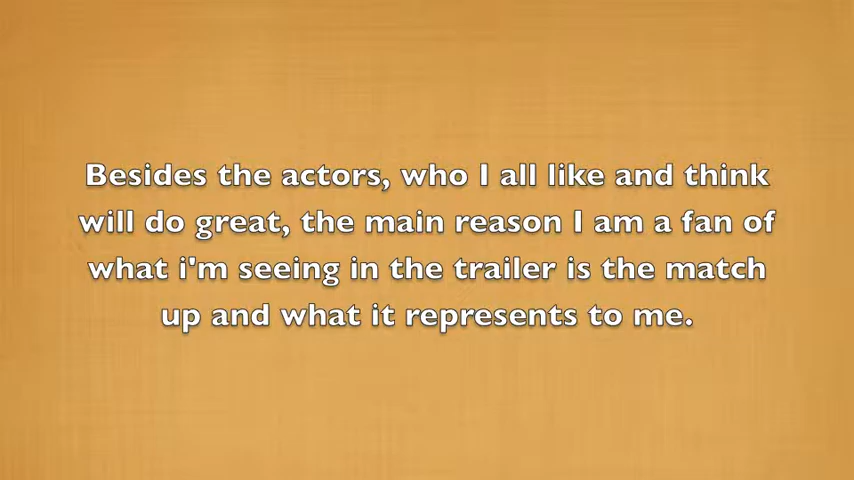 Besides the actors, who I all like and think
will do great, the main reason I am a fan of
what i'm seeing in the trailer is the match
up and what it represents to me.